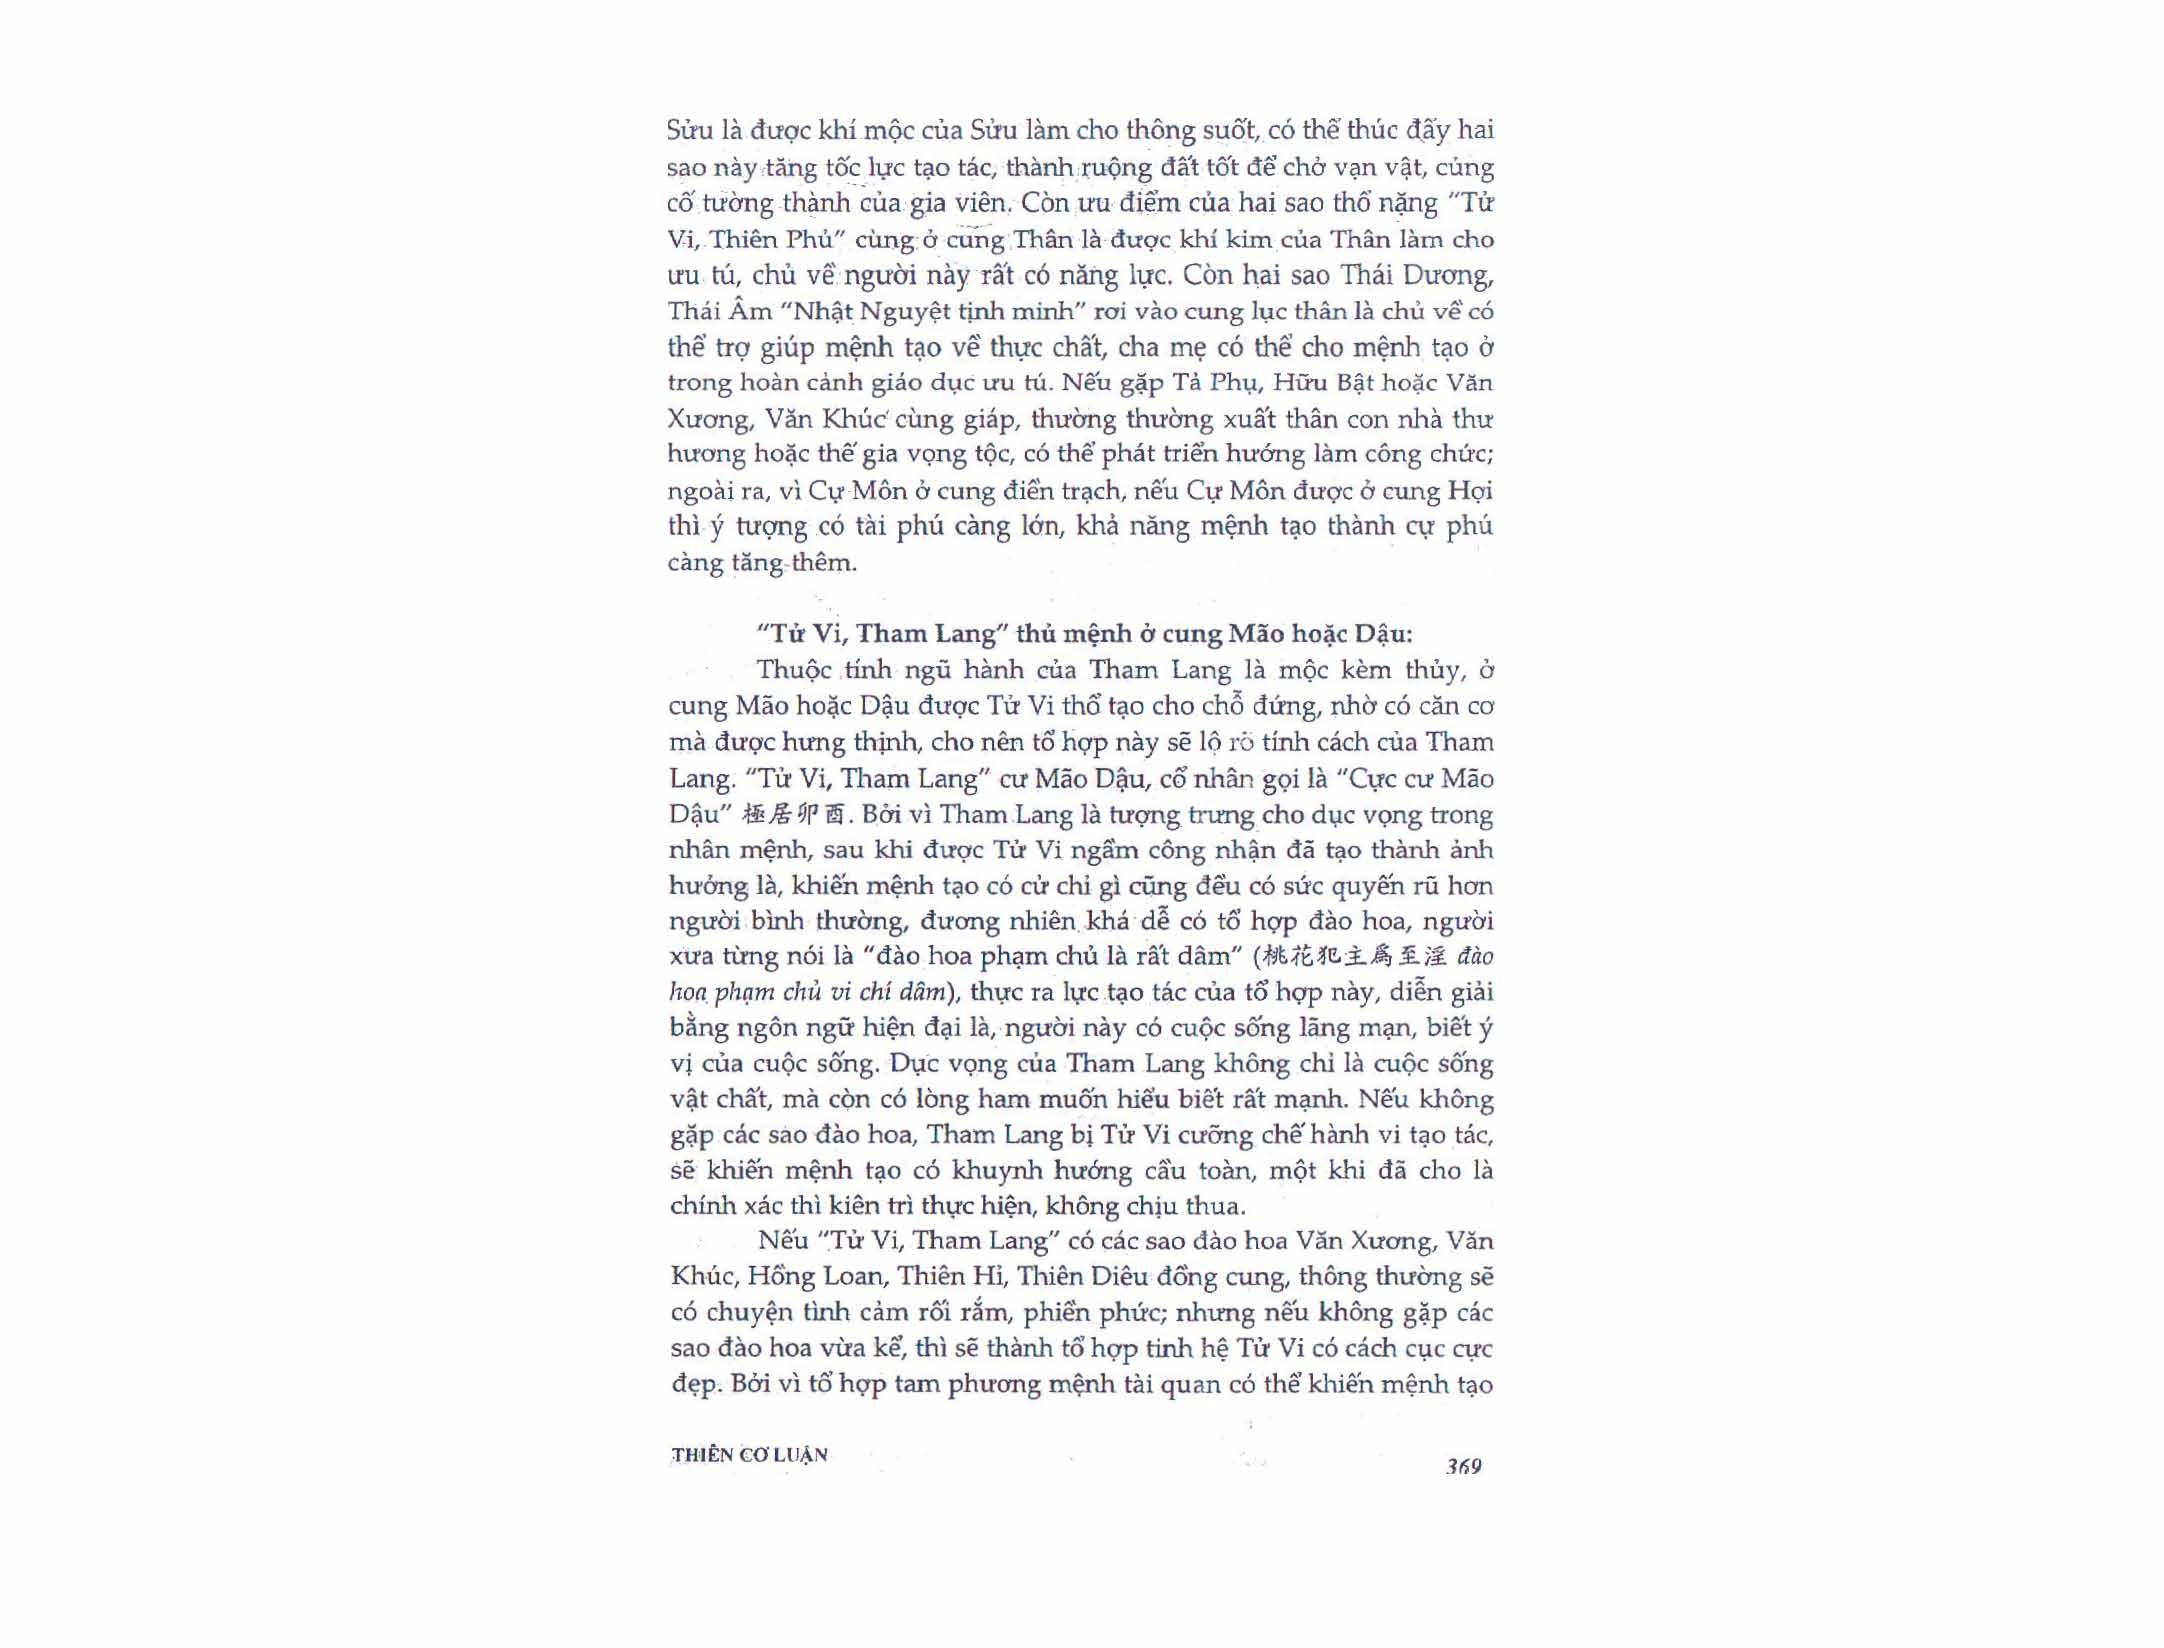 Sửu là được khí mộc của Sửu làm cho thông suốt, có thể thúc đẩy hai
sao này tăng tốc lực tạo tác, thành ruộng đất tốt để chở vạn vật, củng
cố tường thành của gia viên. Còn ưu điểm của hai sao thổ nặng "Tử
Vi, Thiên Phủ" cùng ở cung Thân là được khí kim của Thân làm cho
ưu tú, chủ về người này rất có năng lực. Còn hai sao Thái Dương,
Thái Âm "Nhật Nguyệt tịnh minh" rơi vào cung lục thân là chủ về có
thể trợ giúp mệnh tạo về thực chất, cha mẹ có thể cho mệnh tạo ở
trong hoàn cảnh giáo dục ưu tú. Nếu gặp Tả Phụ, Hữu Bật hoặc Văn
Xương, Văn Khúc cùng giáp, thường thường xuất thân con nhà thư
hương hoặc thế gia vọng tộc, có thể phát triển hướng làm công chức;
ngoài ra, vì Cự Môn ở cung điền trạch, nếu Cự Môn được ở cung Hợi
thì ý tượng có tài phú càng lớn, khả năng mệnh tạo thành cự phú
càng tăng thêm.
"Tử Vi, Tham Lang" thủ mệnh ở cung Mão hoặc Dậu:
Thuộc tính ngũ hành của Tham Lang là mộc kèm thủy, ở
cung Mão hoặc Dậu được Tử Vi thổ tạo cho chỗ đứng, nhờ có căn cơ
mà được hưng thịnh, cho nên tổ hợp này sẽ lộ rõ tính cách của Tham
Lang. "Tử Vi, Tham Lang" cư Mão Dậu, cổ nhân gọi là "Cực cư Mão
Dậu" 極居卯酉. Bởi vì Tham Lang là tượng trưng cho dục vọng trong
nhân mệnh, sau khi được Tử Vi ngầm công nhận đã tạo thành ảnh
hưởng là, khiến mệnh tạo có cử chỉ gì cũng đều có sức quyến rũ hơn
người bình thường, đương nhiên khá dễ có tổ hợp đào hoa, người
xưa từng nói là "đào hoa phạm chủ là rất dâm" (桃花犯主爲至淫 đào
hoa phạm chủ vi chí dâm), thực ra lực tạo tác của tổ hợp này, diễn giải
bằng ngôn ngữ hiện đại là, người này có cuộc sống lãng mạn, biết ý
vị của cuộc sống. Dục vọng của Tham Lang không chỉ là cuộc sống
vật chất, mà còn có lòng ham muốn hiểu biết rất mạnh. Nếu không
gặp các sao đào hoa, Tham Lang bị Tử Vi cưỡng chế hành vi tạo tác,
sẽ khiến mệnh tạo có khuynh hướng cầu toàn, một khi đã cho là
chính xác thì kiên trì thực hiện, không chịu thua.
Nếu "Tử Vi, Tham Lang" có các sao đào hoa Văn Xương, Văn
Khúc, Hồng Loan, Thiên Hỉ, Thiên Diêu đồng cung, thông thường sẽ
có chuyện tình cảm rối rắm, phiền phức; nhưng nếu không gặp các
sao đào hoa vừa kể, thì sẽ thành tổ hợp tinh hệ Tử Vi có cách cục cực
đẹp. Bởi vì tổ hợp tam phương mệnh tài quan có thể khiến mệnh tạo
THIÊN CƠ LUẬN
369